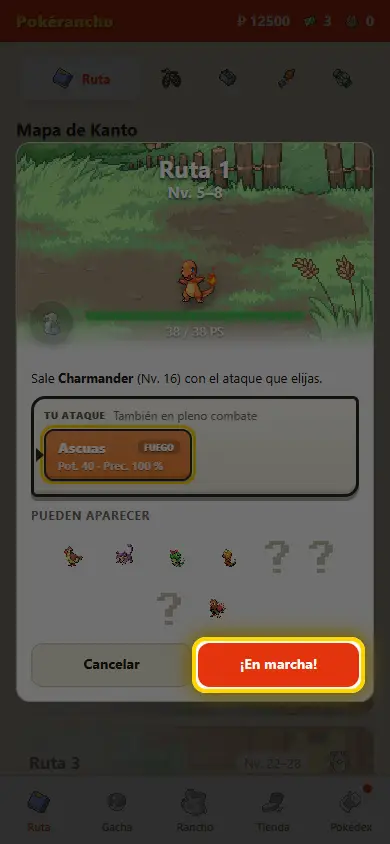 Pokérancho
₽ 12500 3 0
Ruta
Mapa de Kanto
Ruta 1
Nv. 5–8
38 / 38 PS
Sale Charmander (Nv. 16) con el ataque que elijas.
TU ATAQUE También en pleno combate
Ascuas FUEGO
Pot. 40 · Prec. 100 %
PUEDEN APARECER
? ?
?
Cancelar ¡En marcha!
Ruta 3 Nv. 22–28
Ruta Gacha Rancho Tienda Pokédex